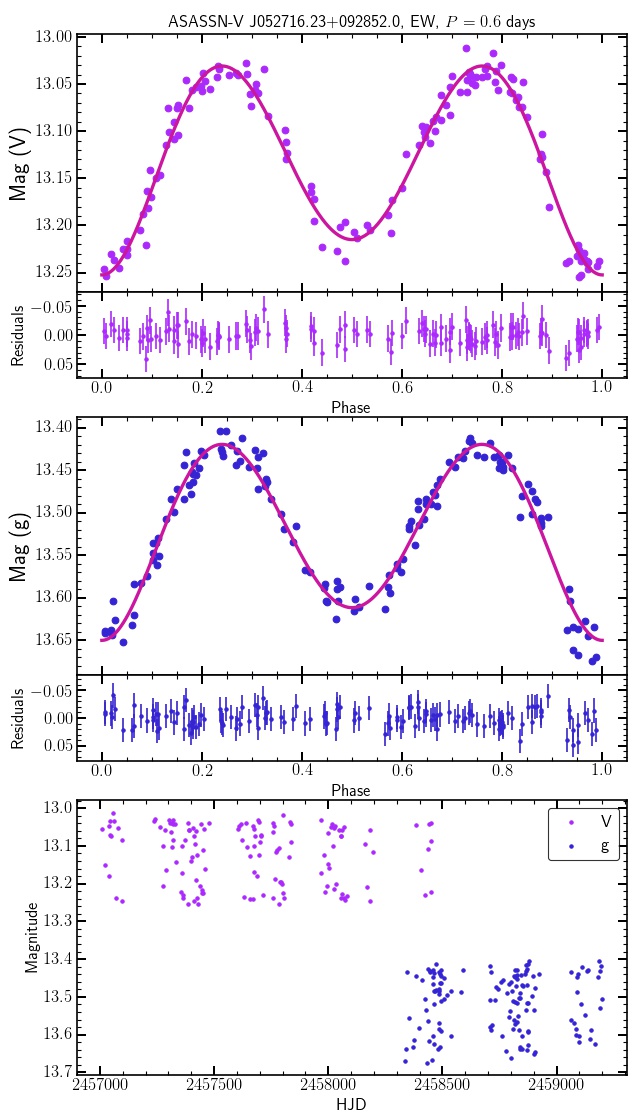 ASASSN-V J052716.23+092852.0, EW, P = 0.6 days
13.00
13.05
13.10
13.15
13.20
13.25
Mag (V)
−0.05
0.00
0.05
Residuals
0.0 0.2 0.4 0.6 0.8 1.0
Phase
13.40
13.45
13.50
13.55
13.60
13.65
Mag (g)
−0.05
0.00
0.05
Residuals
0.0 0.2 0.4 0.6 0.8 1.0
Phase
13.0
13.1
13.2
13.3
13.4
13.5
13.6
13.7
Magnitude
V
g
2457000 2457500 2458000 2458500 2459000
HJD